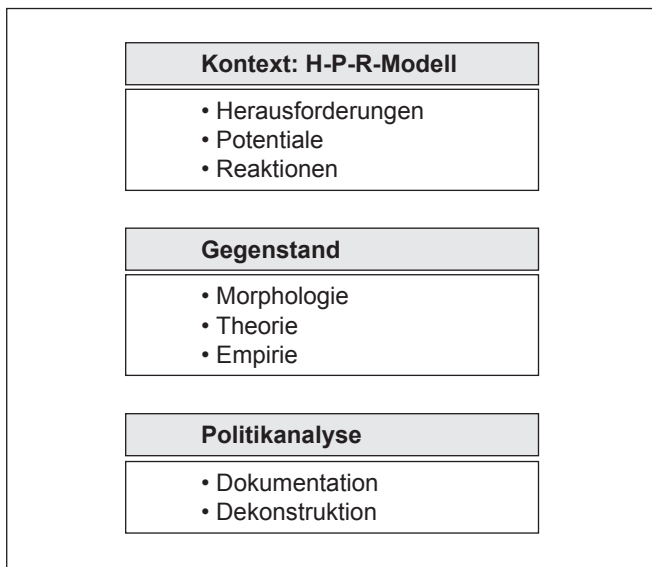 Kontext: H-P-R-Modell
• Herausforderungen
• Potentiale
• Reaktionen
Gegenstand
• Morphologie
• Theorie
• Empirie
Politikanalyse
• Dokumentation
• Dekonstruktion